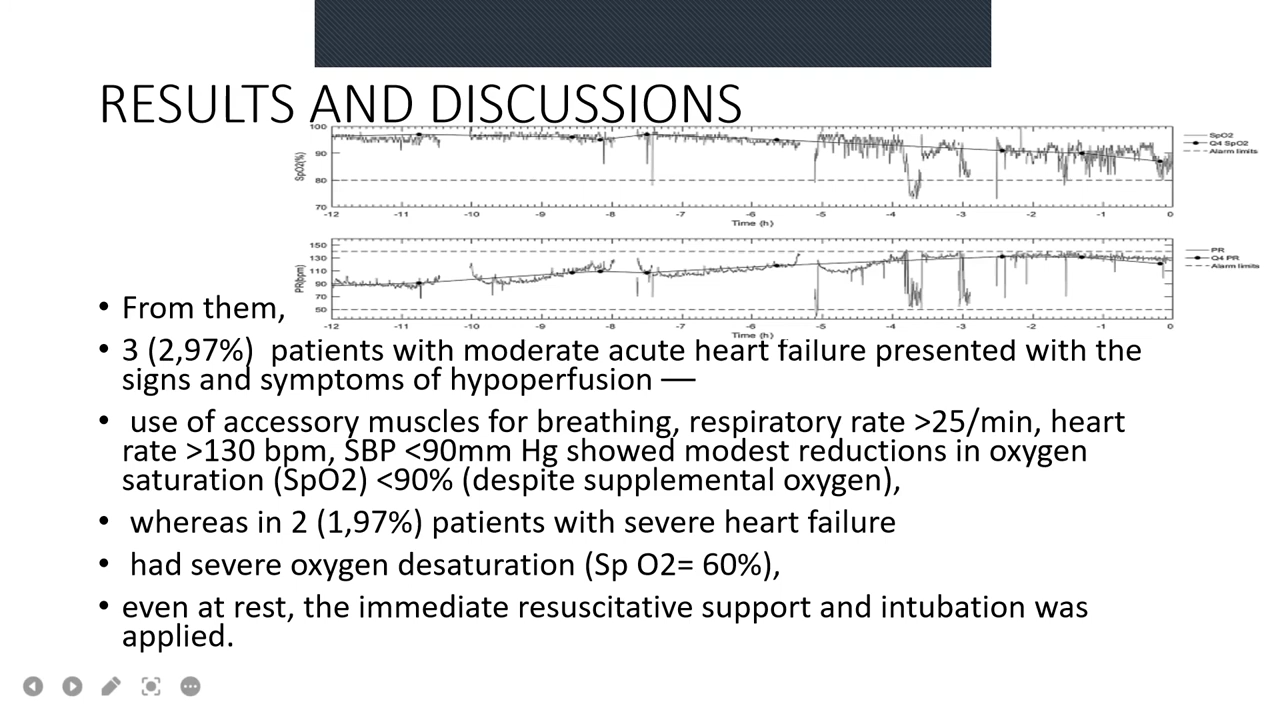 RESULTS AND DISCUSSIONS
100
90
80
70
SpO2(%)
-12 -11 -10 -9 -8 -7 -6 -5 -4 -3 -2 -1 0
Time (h)
SpO2
Q4 SpO2
Alarm limits
150
130
110
90
70
50
PR(bpm)
-12 -11 -10 -9 -8 -7 -6 -5 -4 -3 -2 -1 0
Time (h)
PR
Q4 PR
Alarm limits
• From them,
• 3 (2,97%) patients with moderate acute heart failure presented with the
signs and symptoms of hypoperfusion —
• use of accessory muscles for breathing, respiratory rate >25/min, heart
rate >130 bpm, SBP <90mm Hg showed modest reductions in oxygen
saturation (SpO2) <90% (despite supplemental oxygen),
• whereas in 2 (1,97%) patients with severe heart failure
• had severe oxygen desaturation (Sp O2= 60%),
• even at rest, the immediate resuscitative support and intubation was
applied.